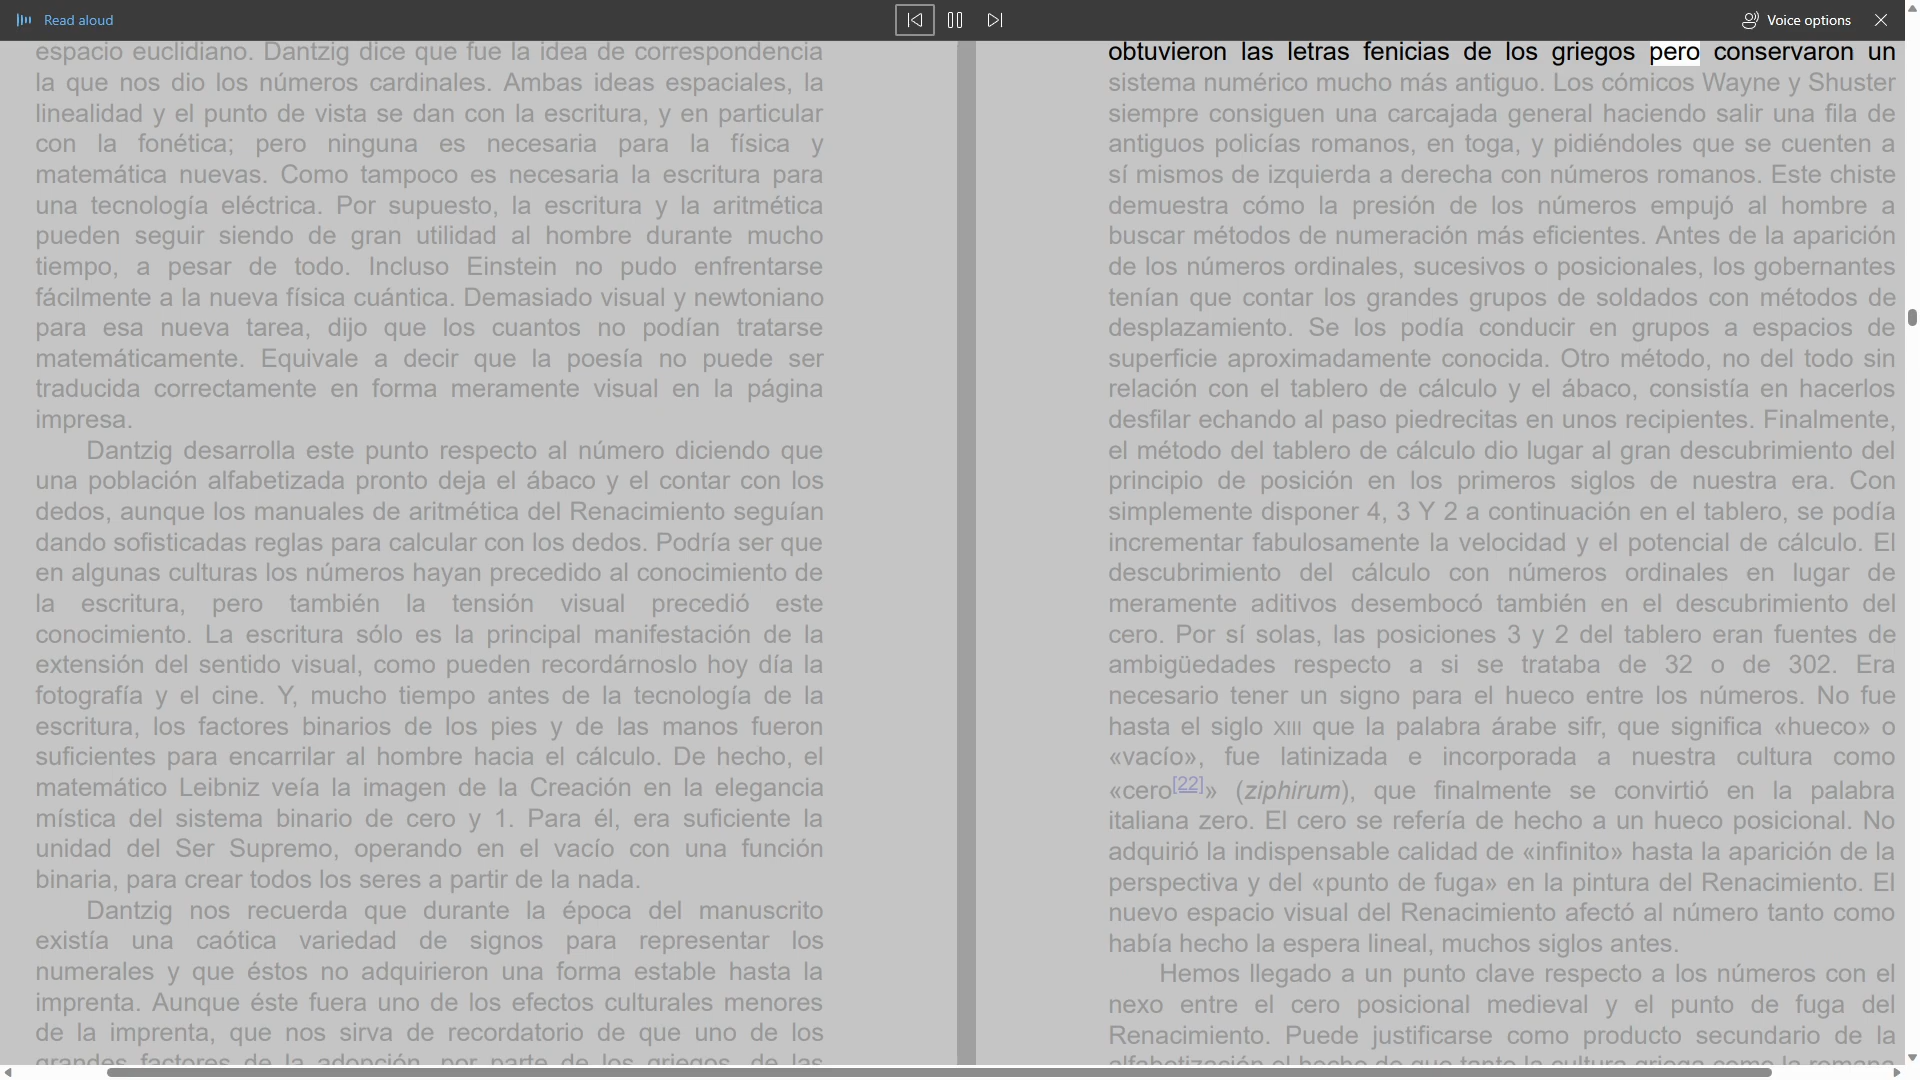 Read aloud
Voice options
espacio euclidiano. Dantzig dice que fue la idea de correspondencia
la que nos dio los números cardinales. Ambas ideas espaciales, la
linealidad y el punto de vista se dan con la escritura, y en particular
con la fonética; pero ninguna es necesaria para la física y
matemática nuevas. Como tampoco es necesaria la escritura para
una tecnología eléctrica. Por supuesto, la escritura y la aritmética
pueden seguir siendo de gran utilidad al hombre durante mucho
tiempo, a pesar de todo. Incluso Einstein no pudo enfrentarse
fácilmente a la nueva física cuántica. Demasiado visual y newtoniano
para esa nueva tarea, dijo que los cuantos no podían tratarse
matemáticamente. Equivale a decir que la poesía no puede ser
traducida correctamente en forma meramente visual en la página
impresa.
Dantzig desarrolla este punto respecto al número diciendo que
una población alfabetizada pronto deja el ábaco y el contar con los
dedos, aunque los manuales de aritmética del Renacimiento seguían
dando sofisticadas reglas para calcular con los dedos. Podría ser que
en algunas culturas los números hayan precedido al conocimiento de
la escritura, pero también la tensión visual precedió este
conocimiento. La escritura sólo es la principal manifestación de la
extensión del sentido visual, como pueden recordárnoslo hoy día la
fotografía y el cine. Y, mucho tiempo antes de la tecnología de la
escritura, los factores binarios de los pies y de las manos fueron
suficientes para encarrilar al hombre hacia el cálculo. De hecho, el
matemático Leibniz veía la imagen de la Creación en la elegancia
mística del sistema binario de cero y 1. Para él, era suficiente la
unidad del Ser Supremo, operando en el vacío con una función
binaria, para crear todos los seres a partir de la nada.
Dantzig nos recuerda que durante la época del manuscrito
existía una caótica variedad de signos para representar los
numerales y que éstos no adquirieron una forma estable hasta la
imprenta. Aunque éste fuera uno de los efectos culturales menores
de la imprenta, que nos sirva de recordatorio de que uno de los
grandes factores de la adopción, por parte de los griegos, de las
obtuvieron las letras fenicias de los griegos pero conservaron un
sistema numérico mucho más antiguo. Los cómicos Wayne y Shuster
siempre consiguen una carcajada general haciendo salir una fila de
antiguos policías romanos, en toga, y pidiéndoles que se cuenten a
sí mismos de izquierda a derecha con números romanos. Este chiste
demuestra cómo la presión de los números empujó al hombre a
buscar métodos de numeración más eficientes. Antes de la aparición
de los números ordinales, sucesivos o posicionales, los gobernantes
tenían que contar los grandes grupos de soldados con métodos de
desplazamiento. Se los podía conducir en grupos a espacios de
superficie aproximadamente conocida. Otro método, no del todo sin
relación con el tablero de cálculo y el ábaco, consistía en hacerlos
desfilar echando al paso piedrecitas en unos recipientes. Finalmente,
el método del tablero de cálculo dio lugar al gran descubrimiento del
principio de posición en los primeros siglos de nuestra era. Con
simplemente disponer 4, 3 Y 2 a continuación en el tablero, se podía
incrementar fabulosamente la velocidad y el potencial de cálculo. El
descubrimiento del cálculo con números ordinales en lugar de
meramente aditivos desembocó también en el descubrimiento del
cero. Por sí solas, las posiciones 3 y 2 del tablero eran fuentes de
ambigüedades respecto a si se trataba de 32 o de 302. Era
necesario tener un signo para el hueco entre los números. No fue
hasta el siglo XIII que la palabra árabe sifr, que significa «hueco» o
«vacío», fue latinizada e incorporada a nuestra cultura como
«cero[22]» (ziphirum), que finalmente se convirtió en la palabra
italiana zero. El cero se refería de hecho a un hueco posicional. No
adquirió la indispensable calidad de «infinito» hasta la aparición de la
perspectiva y del «punto de fuga» en la pintura del Renacimiento. El
nuevo espacio visual del Renacimiento afectó al número tanto como
había hecho la espera lineal, muchos siglos antes.
Hemos llegado a un punto clave respecto a los números con el
nexo entre el cero posicional medieval y el punto de fuga del
Renacimiento. Puede justificarse como producto secundario de la
alfabetización el hecho de que tanto la cultura griega como la romana